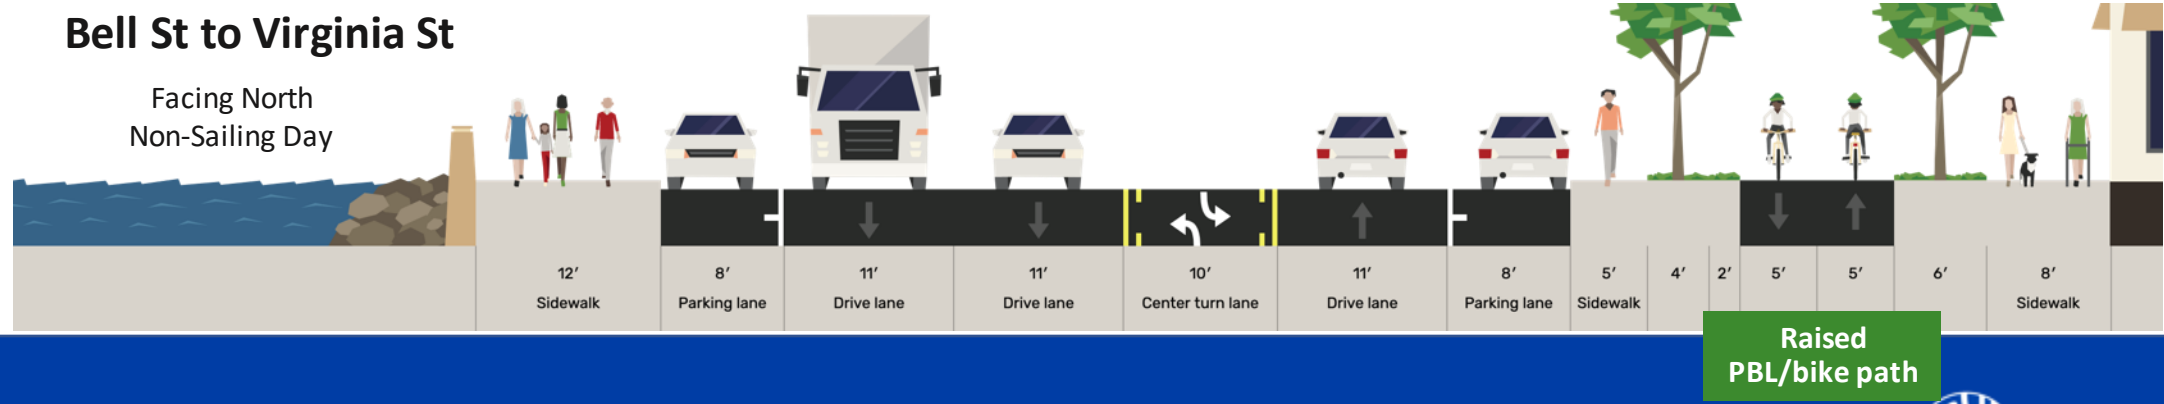 Bell St to Virginia St
Facing North
Non-Sailing Day
12′ 8′ 11′ 11′ 10′ 11′ 8′ 5′ 4′ 2′ 5′ 5′ 6′ 8′
Sidewalk Parking lane Drive lane Drive lane Center turn lane Drive lane Parking lane Sidewalk Sidewalk
Raised
PBL/bike path